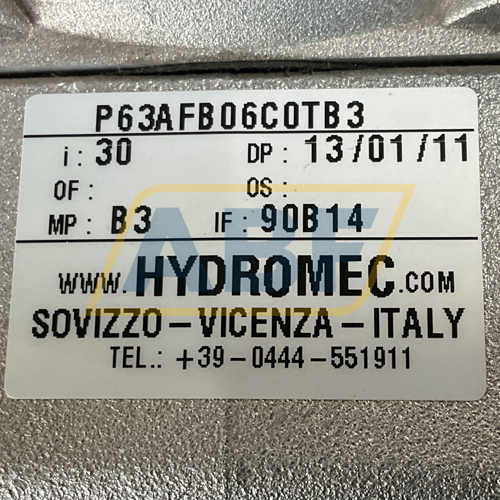 P63AFB06C0TB3
i: 30 DP: 13/01/11
OF: OS:
MP: B3 IF: 90B14
www.HYDROMEC.com
SOVIZZO-VICENZA-ITALY
TEL.: +39-0444-551911
ABF